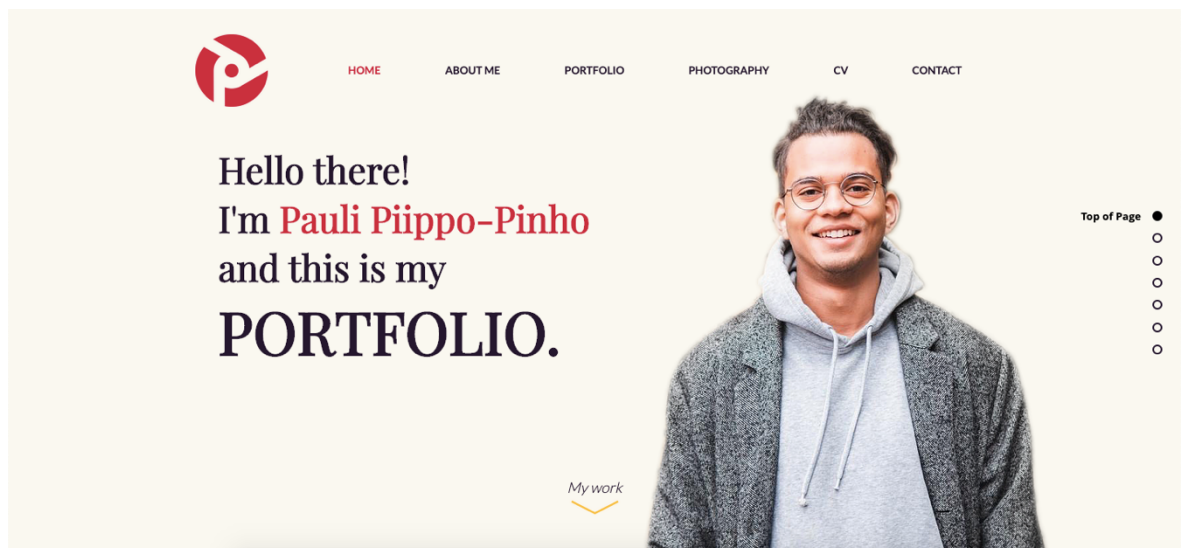 HOME ABOUT ME PORTFOLIO PHOTOGRAPHY CV CONTACT
Hello there!
I'm Pauli Piippo-Pinho
and this is my
PORTFOLIO.
Top of Page
My work